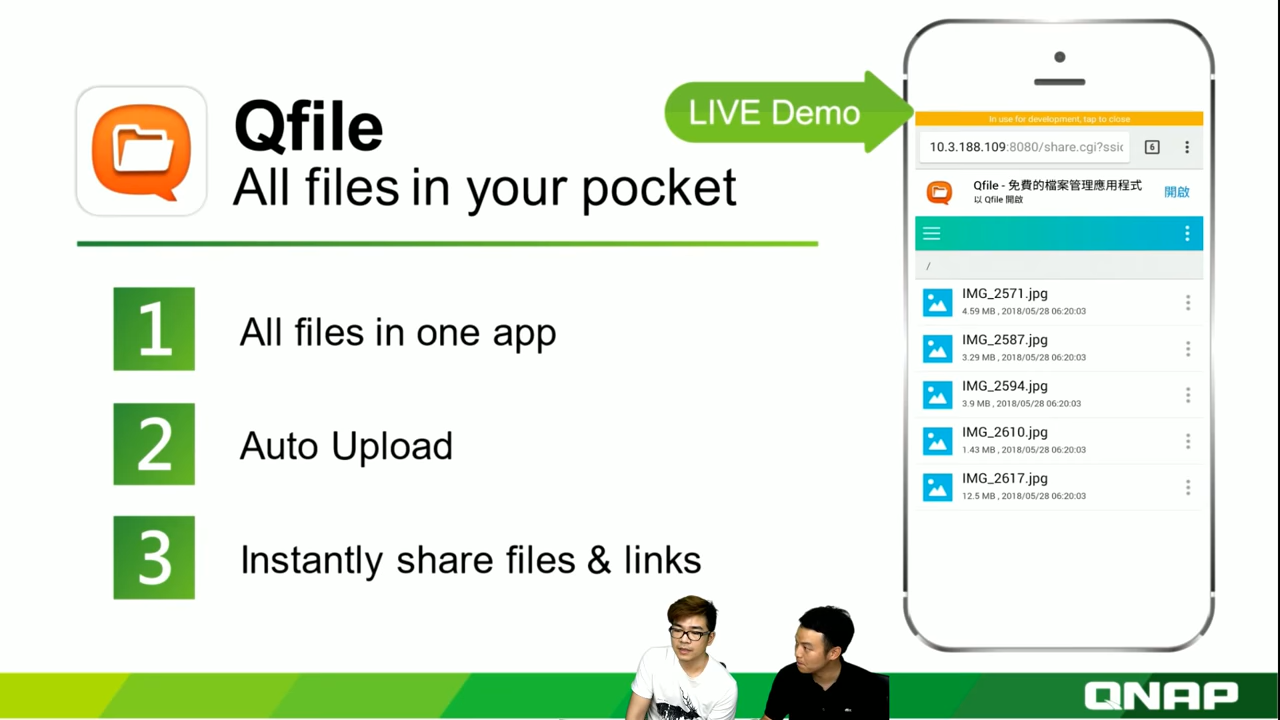 Qfile
All files in your pocket
LIVE Demo
1
All files in one app
2
Auto Upload
3
Instantly share files & links
In use for development, tap to close
10.3.188.109:8080/share.cgi?ssic
6
Qfile - 免費的檔案管理應用程式
以 Qfile 開啟
開啟
/
IMG_2571.jpg
4.59 MB , 2018/05/28 06:20:03
IMG_2587.jpg
3.29 MB , 2018/05/28 06:20:03
IMG_2594.jpg
3.9 MB , 2018/05/28 06:20:03
IMG_2610.jpg
1.43 MB , 2018/05/28 06:20:03
IMG_2617.jpg
12.5 MB , 2018/05/28 06:20:03
QNAP